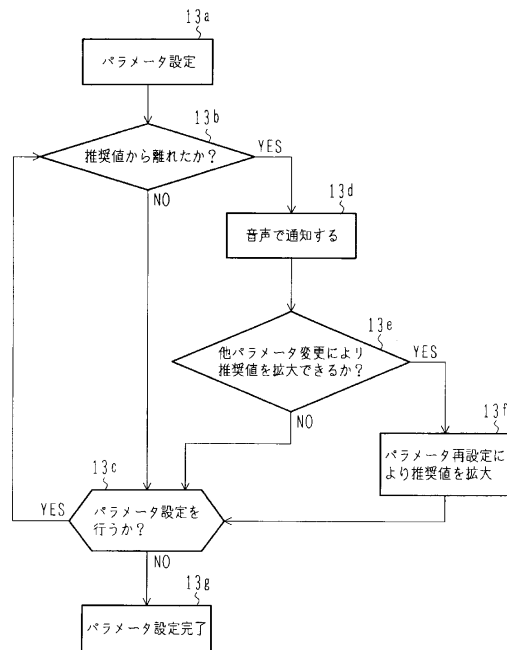 13a
パラメータ設定
13b
推奨値から離れたか？
YES
NO
13d
音声で通知する
13e
他パラメータ変更により
推奨値を拡大できるか？
YES
NO
13f
パラメータ再設定に
より推奨値を拡大
13c
パラメータ設定を
行うか？
YES
NO
13g
パラメータ設定完了